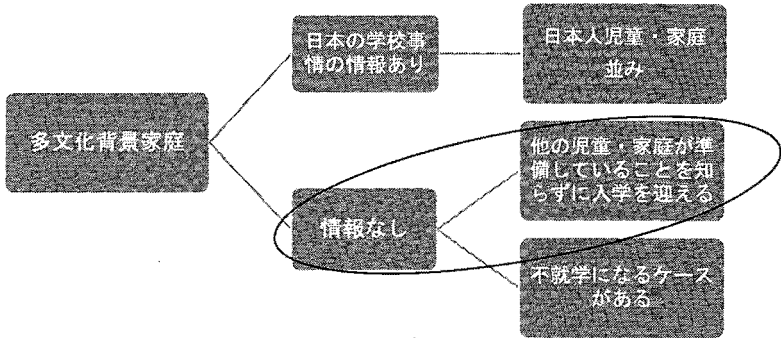 日本の学校事
情の情報あり
日本人児童・家庭
並み
多文化背景家庭
他の児童・家庭が準
備していることを知
らずに入学を迎える
情報なし
不就学になるケース
がある